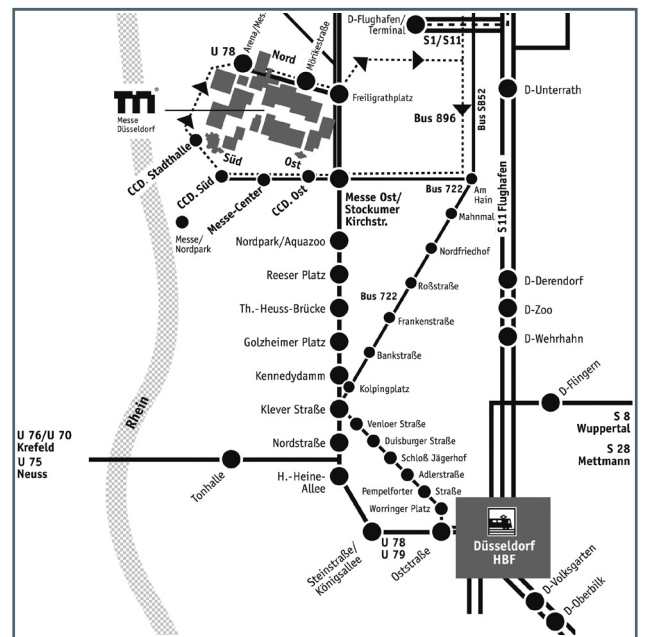 D-Flughafen/
Terminal
S1/S11
Arena/Mes.
U 78
Nord
Mörikestraße
Freiligrathplatz
Bus 896
Bus SB52
D-Unterrath
®
Messe
Düsseldorf
CCD. Stadthalle
Süd
Ost
CCD. Süd
Messe-Center
CCD. Ost
Messe/
Nordpark
Messe Ost/
Stockumer
Kirchstr.
Bus 722
Am
Hain
S 11 Flughafen
Mahnmal
Nordpark/Aquazoo
Nordfriedhof
Reeser Platz
Roßstraße
D-Derendorf
Bus 722
Th.-Heuss-Brücke
D-Zoo
Frankenstraße
Golzheimer Platz
D-Wehrhahn
Bankstraße
Kennedydamm
Kolpingplatz
D-Flingern
Klever Straße
Rhein
Venloer Straße
S 8
Wuppertal
S 28
Mettmann
U 76/U 70
Krefeld
U 75
Neuss
Nordstraße
Duisburger Straße
Schloß Jägerhof
Tonhalle
H.-Heine-
Allee
Adlerstraße
Pempelforter Straße
Worringer Platz
Steinstraße/
Königsallee
U 78
U 79
Oststraße
Düsseldorf
HBF
D-Volksgarten
D-Oberbilk